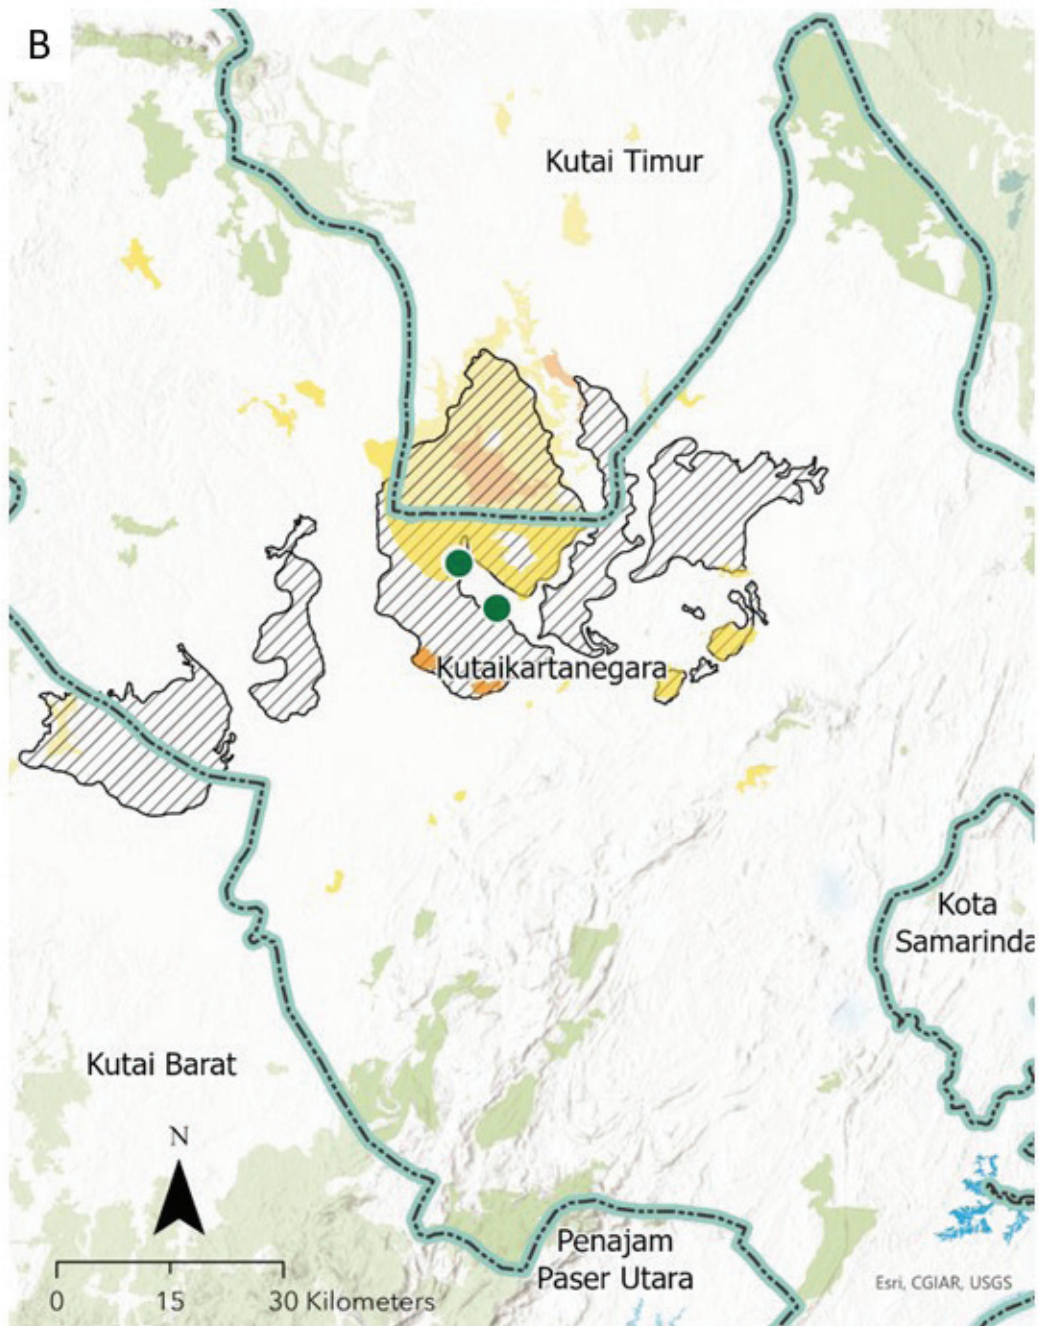 B
Kutai Timur
Kutaikartanegara
Kota
Samarinda
Kutai Barat
N
Penajam
Paser Utara
0 15 30 Kilometers
Esri, CGIAR, USGS